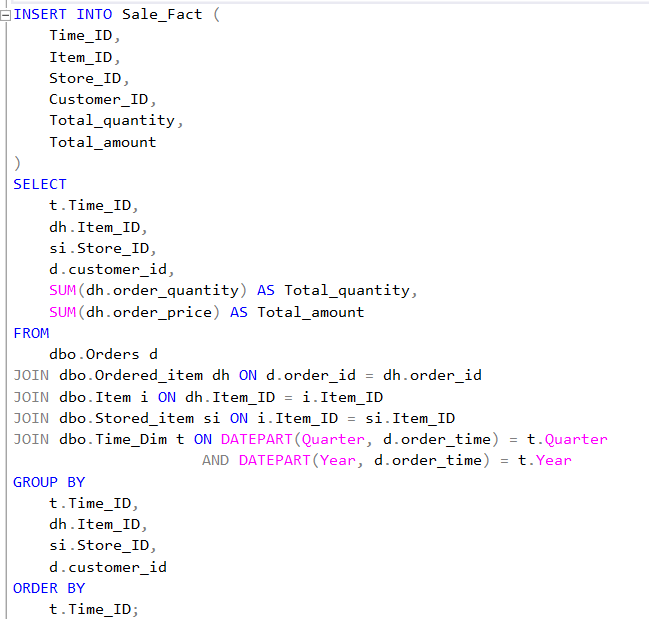 INSERT INTO Sale_Fact (
    Time_ID,
    Item_ID,
    Store_ID,
    Customer_ID,
    Total_quantity,
    Total_amount
)
SELECT
    t.Time_ID,
    dh.Item_ID,
    si.Store_ID,
    d.customer_id,
    SUM(dh.order_quantity) AS Total_quantity,
    SUM(dh.order_price) AS Total_amount
FROM
    dbo.Orders d
JOIN dbo.Ordered_item dh ON d.order_id = dh.order_id
JOIN dbo.Item i ON dh.Item_ID = i.Item_ID
JOIN dbo.Stored_item si ON i.Item_ID = si.Item_ID
JOIN dbo.Time_Dim t ON DATEPART(Quarter, d.order_time) = t.Quarter
                     AND DATEPART(Year, d.order_time) = t.Year
GROUP BY
    t.Time_ID,
    dh.Item_ID,
    si.Store_ID,
    d.customer_id
ORDER BY
    t.Time_ID;